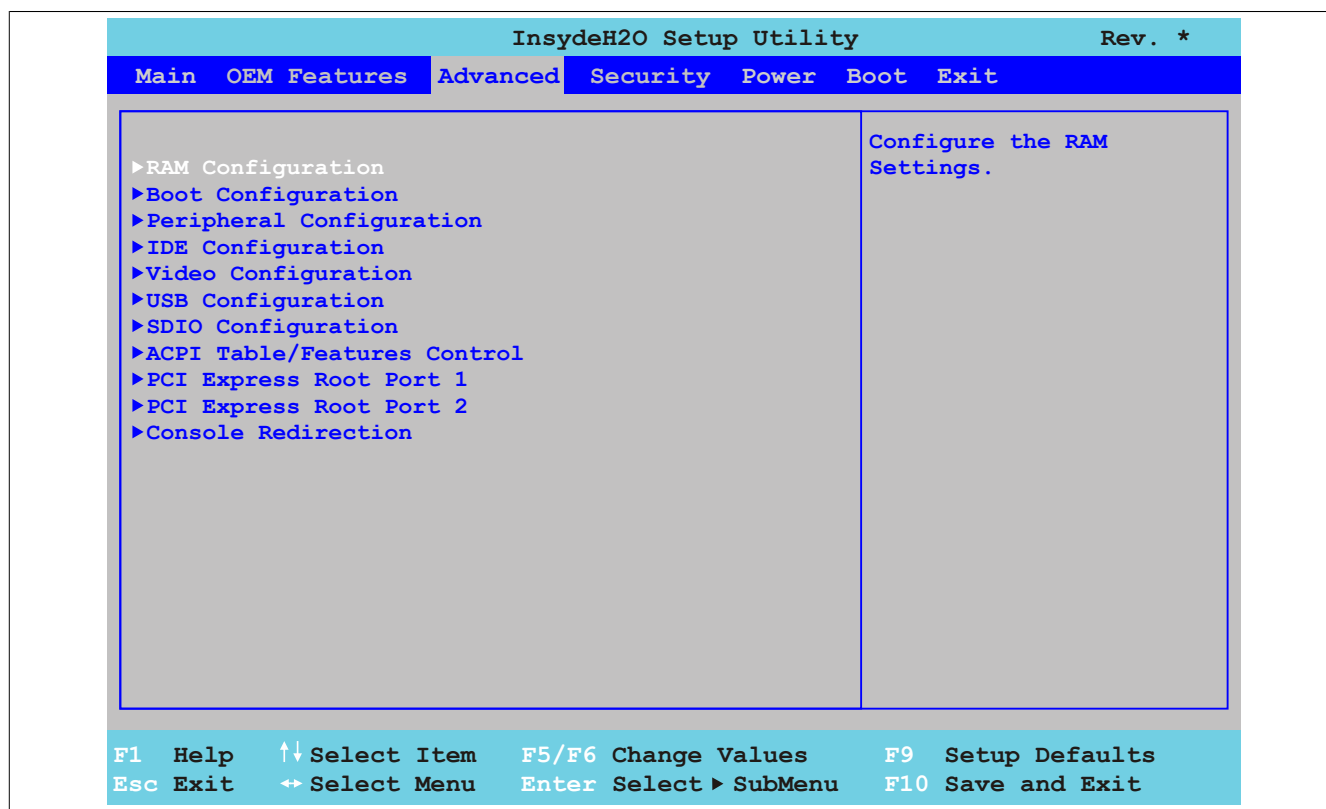 InsydeH2O Setup Utility Rev. *
Main OEM Features Advanced Security Power Boot Exit
▶RAM Configuration
▶Boot Configuration
▶Peripheral Configuration
▶IDE Configuration
▶Video Configuration
▶USB Configuration
▶SDIO Configuration
▶ACPI Table/Features Control
▶PCI Express Root Port 1
▶PCI Express Root Port 2
▶Console Redirection
Configure the RAM
Settings.
F1 Help ↑↓ Select Item F5/F6 Change Values F9 Setup Defaults
Esc Exit ↔ Select Menu Enter Select ▶ SubMenu F10 Save and Exit